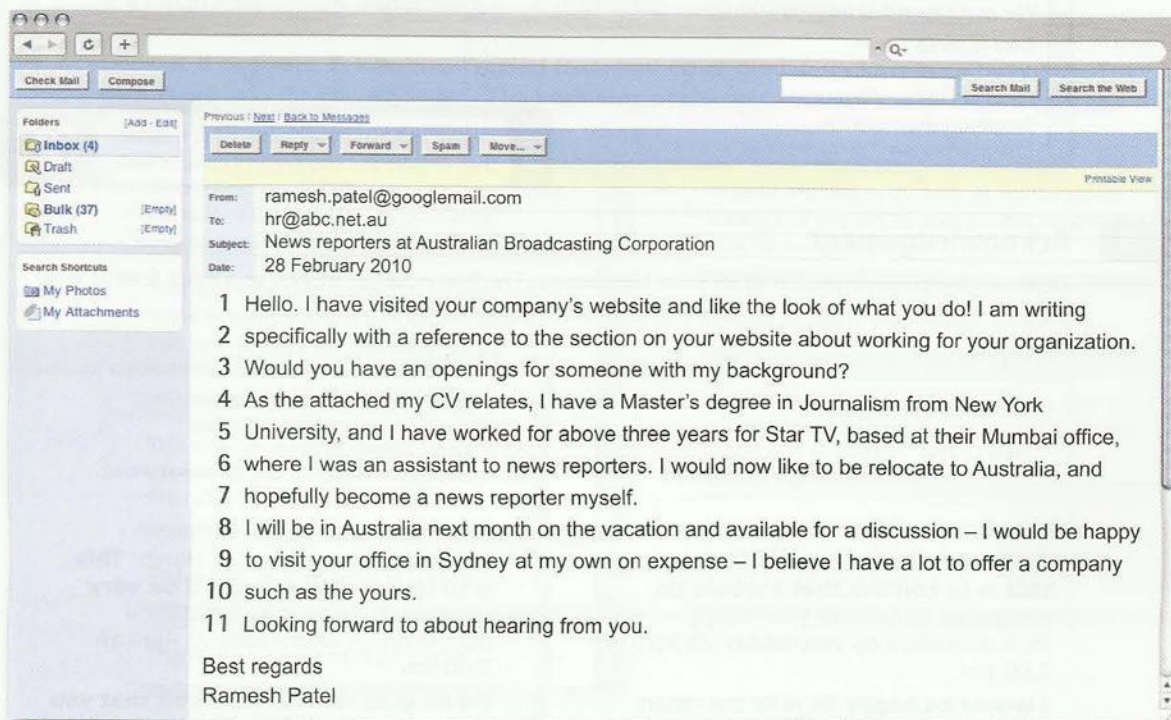 Check Mail Compose Search Mail Search the Web
Folders [Add - Edit]
Inbox (4)
Draft
Sent
Bulk (37) [Empty]
Trash [Empty]
Search Shortcuts
My Photos
My Attachments
Previous | Next | Back to Messages
Delete Reply Forward Spam Move...
Printable View
From: ramesh.patel@googlemail.com
To: hr@abc.net.au
Subject: News reporters at Australian Broadcasting Corporation
Date: 28 February 2010
1 Hello. I have visited your company's website and like the look of what you do! I am writing
2 specifically with a reference to the section on your website about working for your organization.
3 Would you have an openings for someone with my background?
4 As the attached my CV relates, I have a Master's degree in Journalism from New York
5 University, and I have worked for above three years for Star TV, based at their Mumbai office,
6 where I was an assistant to news reporters. I would now like to be relocate to Australia, and
7 hopefully become a news reporter myself.
8 I will be in Australia next month on the vacation and available for a discussion – I would be happy
9 to visit your office in Sydney at my own on expense – I believe I have a lot to offer a company
10 such as the yours.
11 Looking forward to about hearing from you.
Best regards
Ramesh Patel